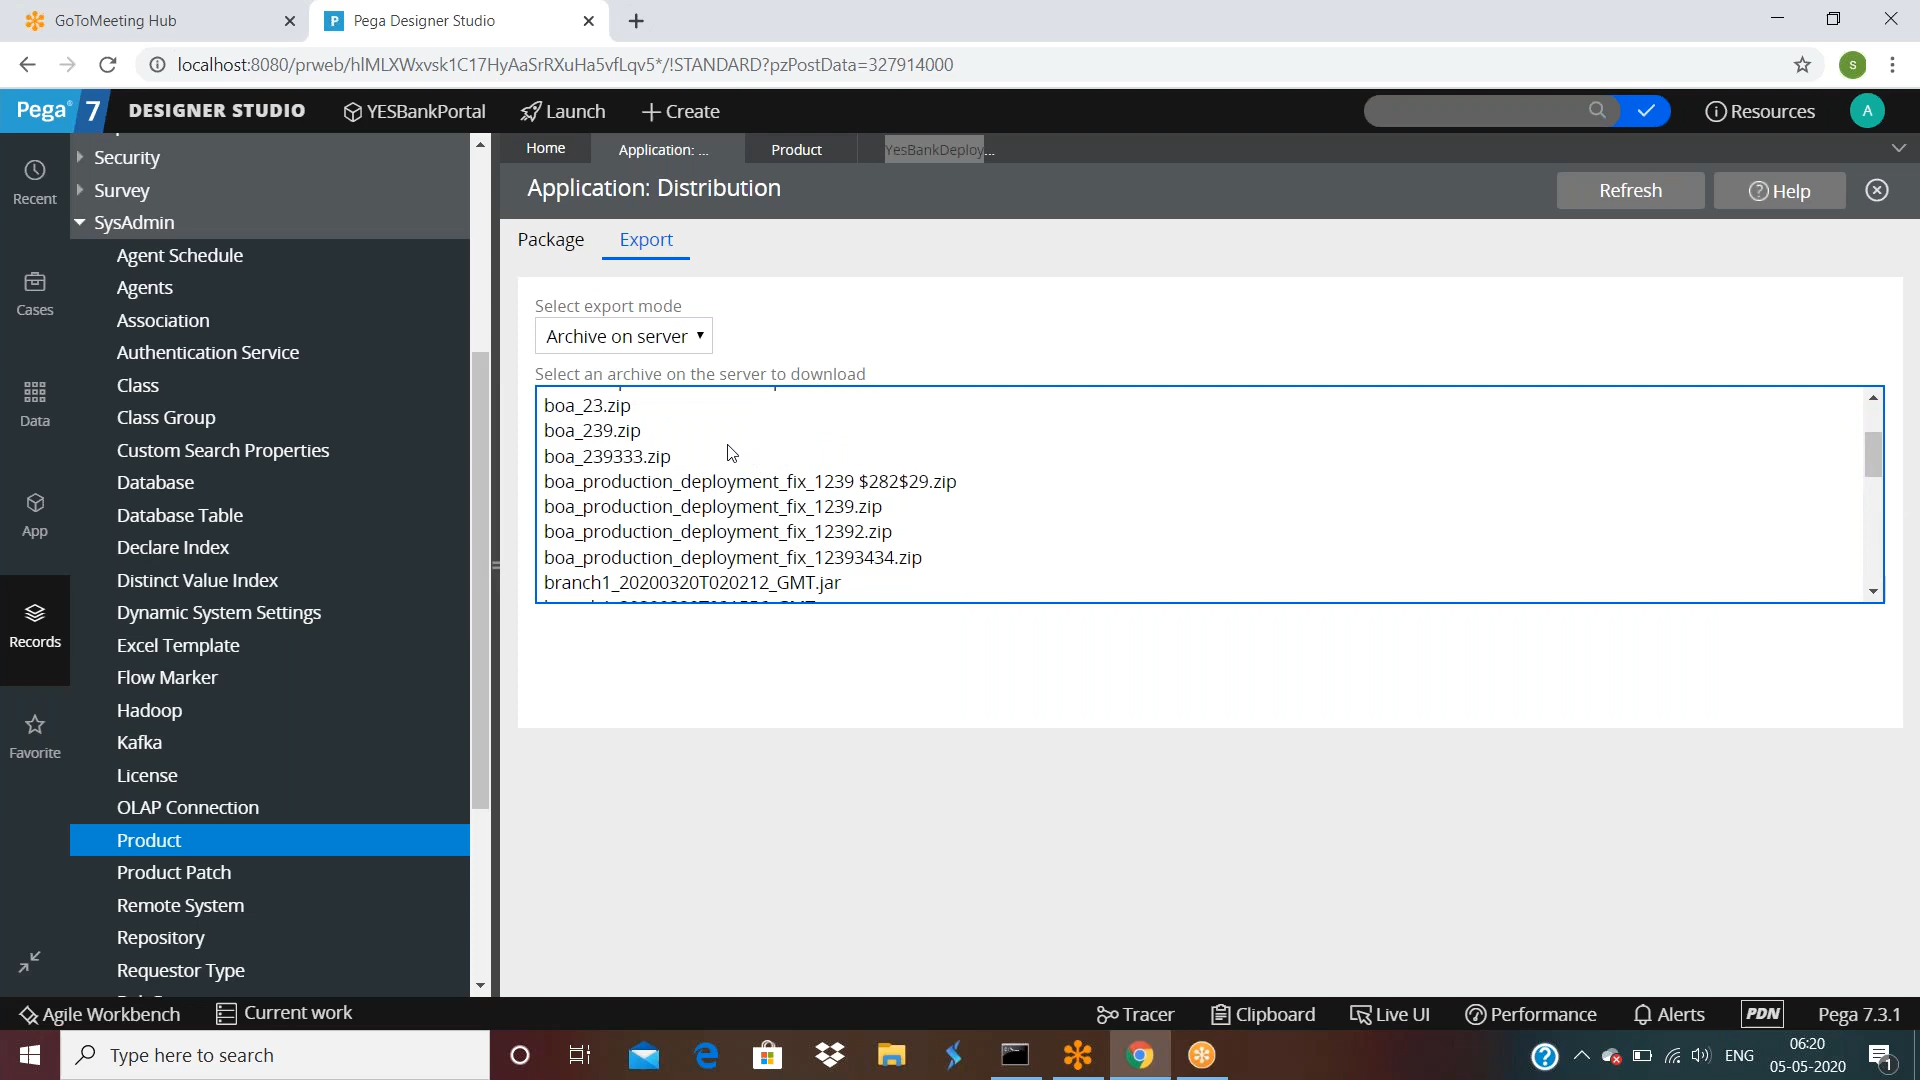 GoToMeeting Hub
Pega Designer Studio
localhost:8080/prweb/hIMLXWxvsk1C17HyAaSrRXuHa5vfLqv5*/!STANDARD?pzPostData=327914000
s
Pega 7 DESIGNER STUDIO YESBankPortal Launch Create Resources A
Recent
Cases
Data
App
Records
Favorite
Security
Survey
SysAdmin
Agent Schedule
Agents
Association
Authentication Service
Class
Class Group
Custom Search Properties
Database
Database Table
Declare Index
Distinct Value Index
Dynamic System Settings
Excel Template
Flow Marker
Hadoop
Kafka
License
OLAP Connection
Product
Product Patch
Remote System
Repository
Requestor Type
Home Application: ... Product YesBankDeploy...
Application: Distribution Refresh Help
Package Export
Select export mode
Archive on server
Select an archive on the server to download
boa_23.zip
boa_239.zip
boa_239333.zip
boa_production_deployment_fix_1239 $282$29.zip
boa_production_deployment_fix_1239.zip
boa_production_deployment_fix_12392.zip
boa_production_deployment_fix_12393434.zip
branch1_20200320T020212_GMT.jar
Agile Workbench Current work Tracer Clipboard Live UI Performance Alerts PDN Pega 7.3.1
Type here to search
ENG
06:20
05-05-2020
1